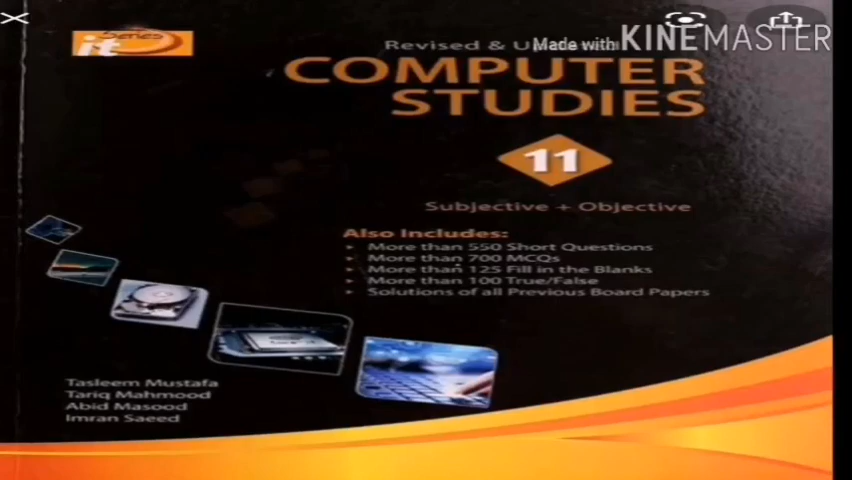 it Series
Revised &
Made with KINEMASTER
COMPUTER
STUDIES
11
Subjective + Objective
Also Includes:
More than 550 Short Questions
More than 700 MCQs
More than 125 Fill in the Blanks
More than 100 True/False
Solutions of all Previous Board Papers
Tasleem Mustafa
Tariq Mahmood
Abid Masood
Imran Saeed